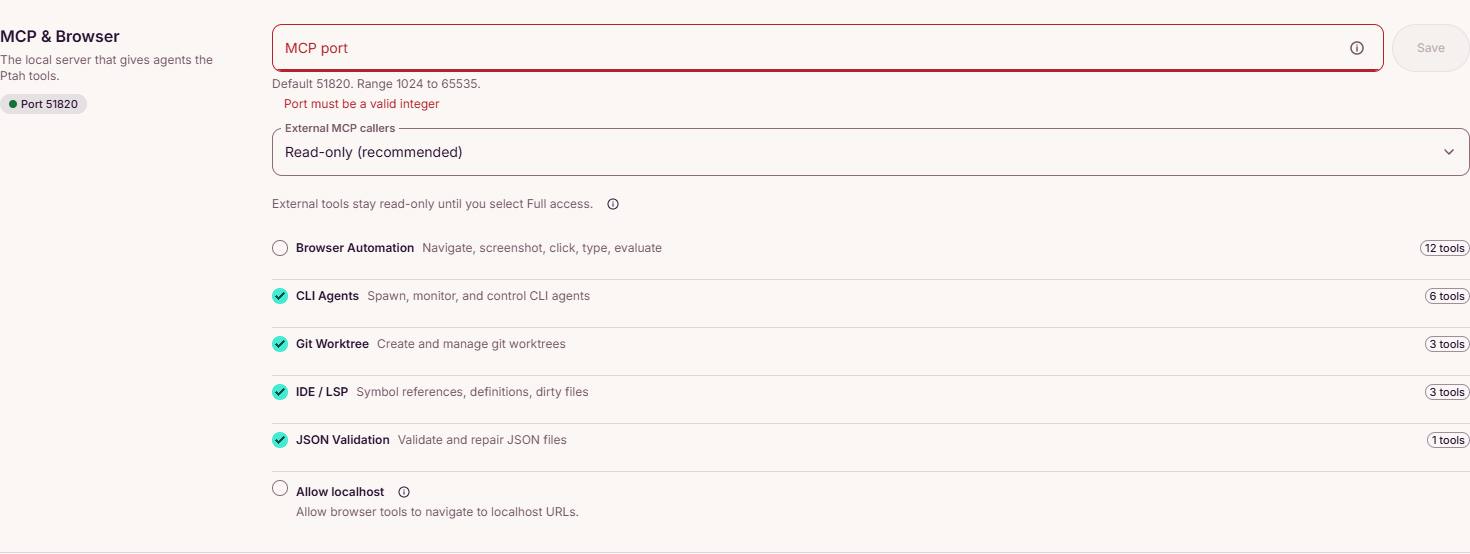 MCP & Browser
The local server that gives agents the
Ptah tools.
Port 51820
MCP port
Save
Default 51820. Range 1024 to 65535.
Port must be a valid integer
External MCP callers
Read-only (recommended)
External tools stay read-only until you select Full access.
Browser Automation Navigate, screenshot, click, type, evaluate 12 tools
CLI Agents Spawn, monitor, and control CLI agents 6 tools
Git Worktree Create and manage git worktrees 3 tools
IDE / LSP Symbol references, definitions, dirty files 3 tools
JSON Validation Validate and repair JSON files 1 tools
Allow localhost
Allow browser tools to navigate to localhost URLs.